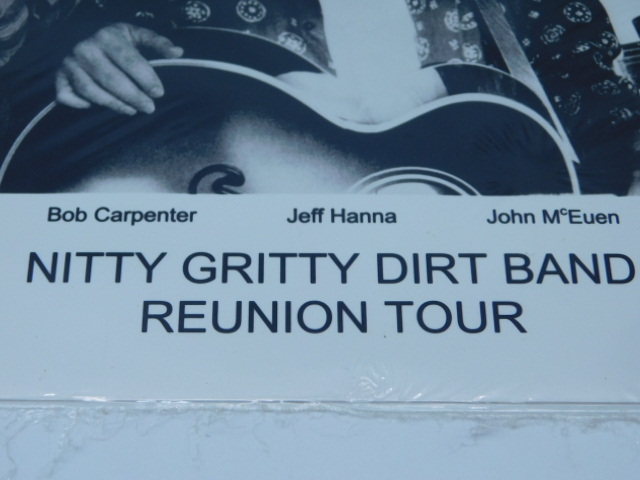 Bob Carpenter Jeff Hanna John McEuen
NITTY GRITTY DIRT BAND
REUNION TOUR